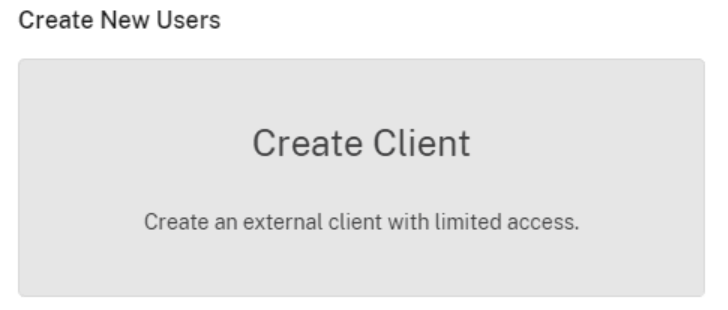 Create New Users
Create Client
Create an external client with limited access.